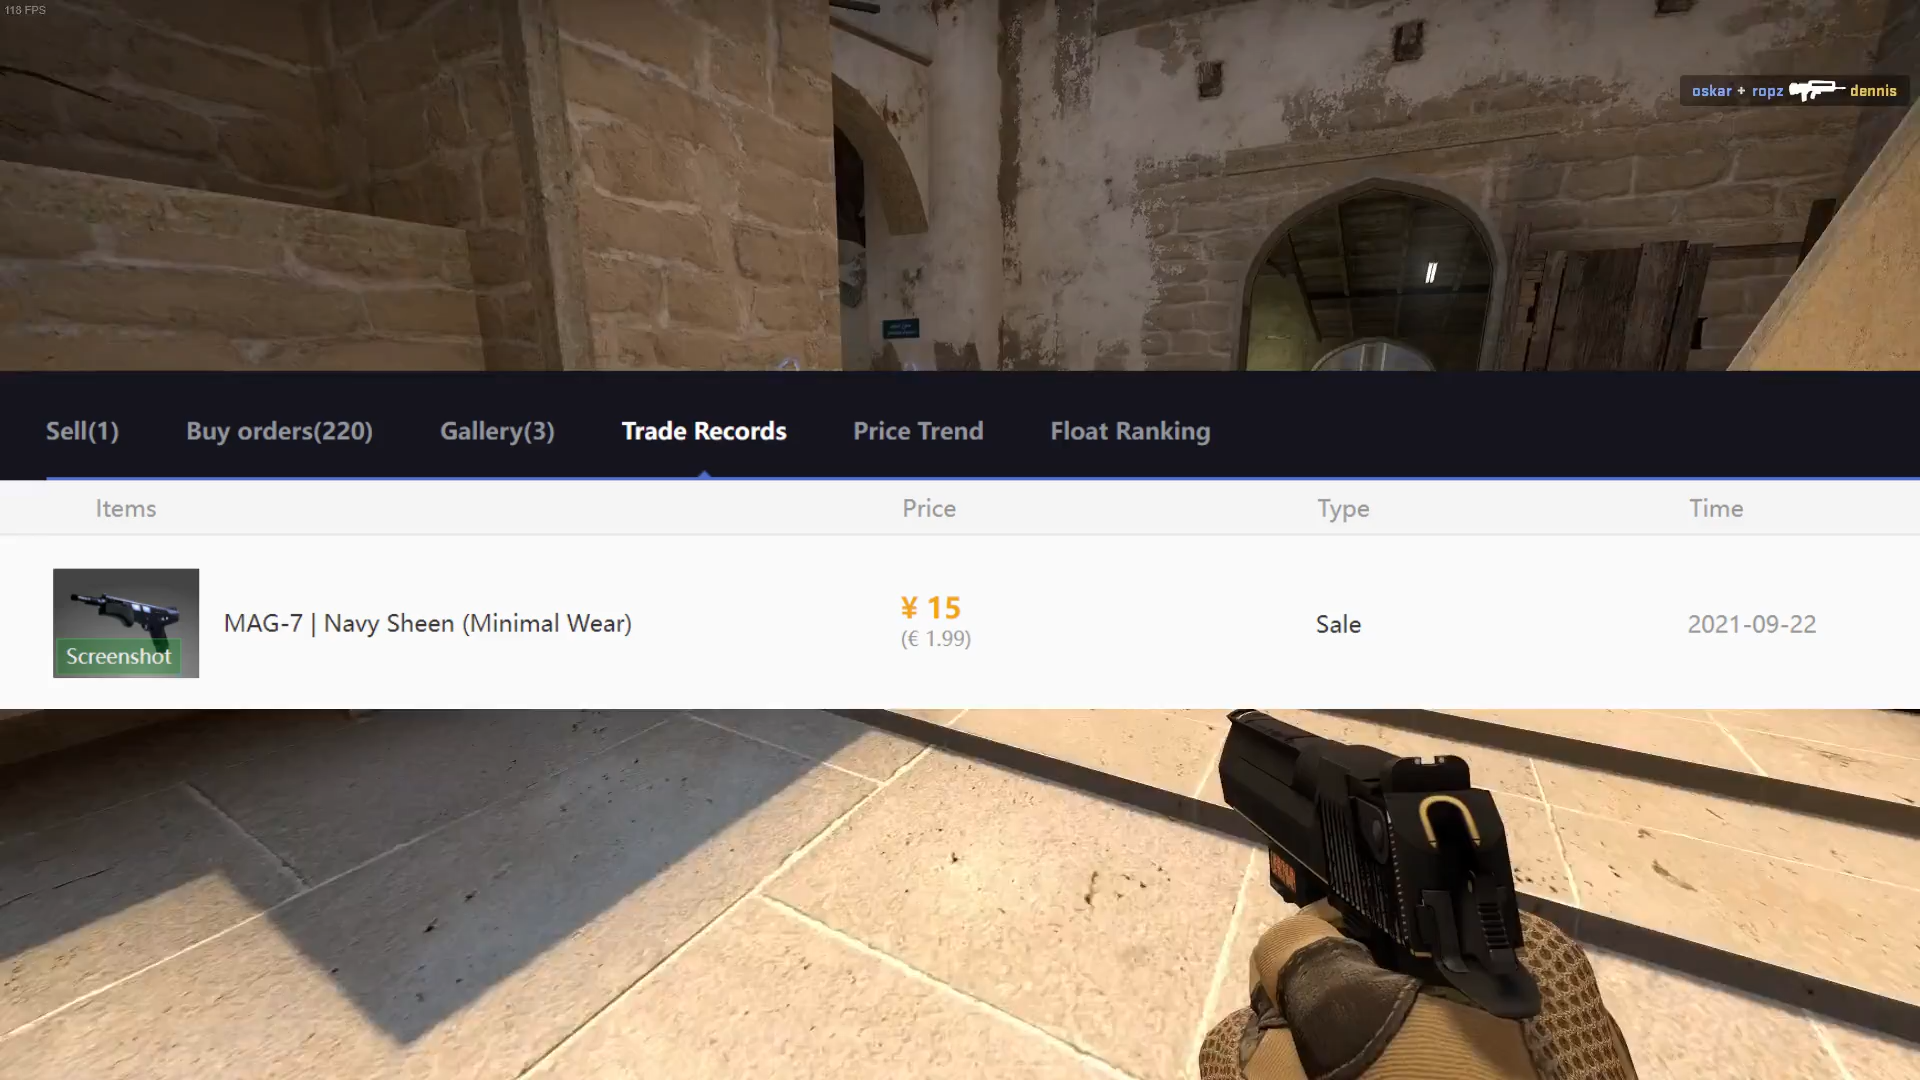 118 FPS
oskar + ropz dennis
Sell(1) Buy orders(220) Gallery(3) Trade Records Price Trend Float Ranking
Items Price Type Time
MAG-7 | Navy Sheen (Minimal Wear) ¥ 15 Sale 2021-09-22
(€ 1.99)
Screenshot